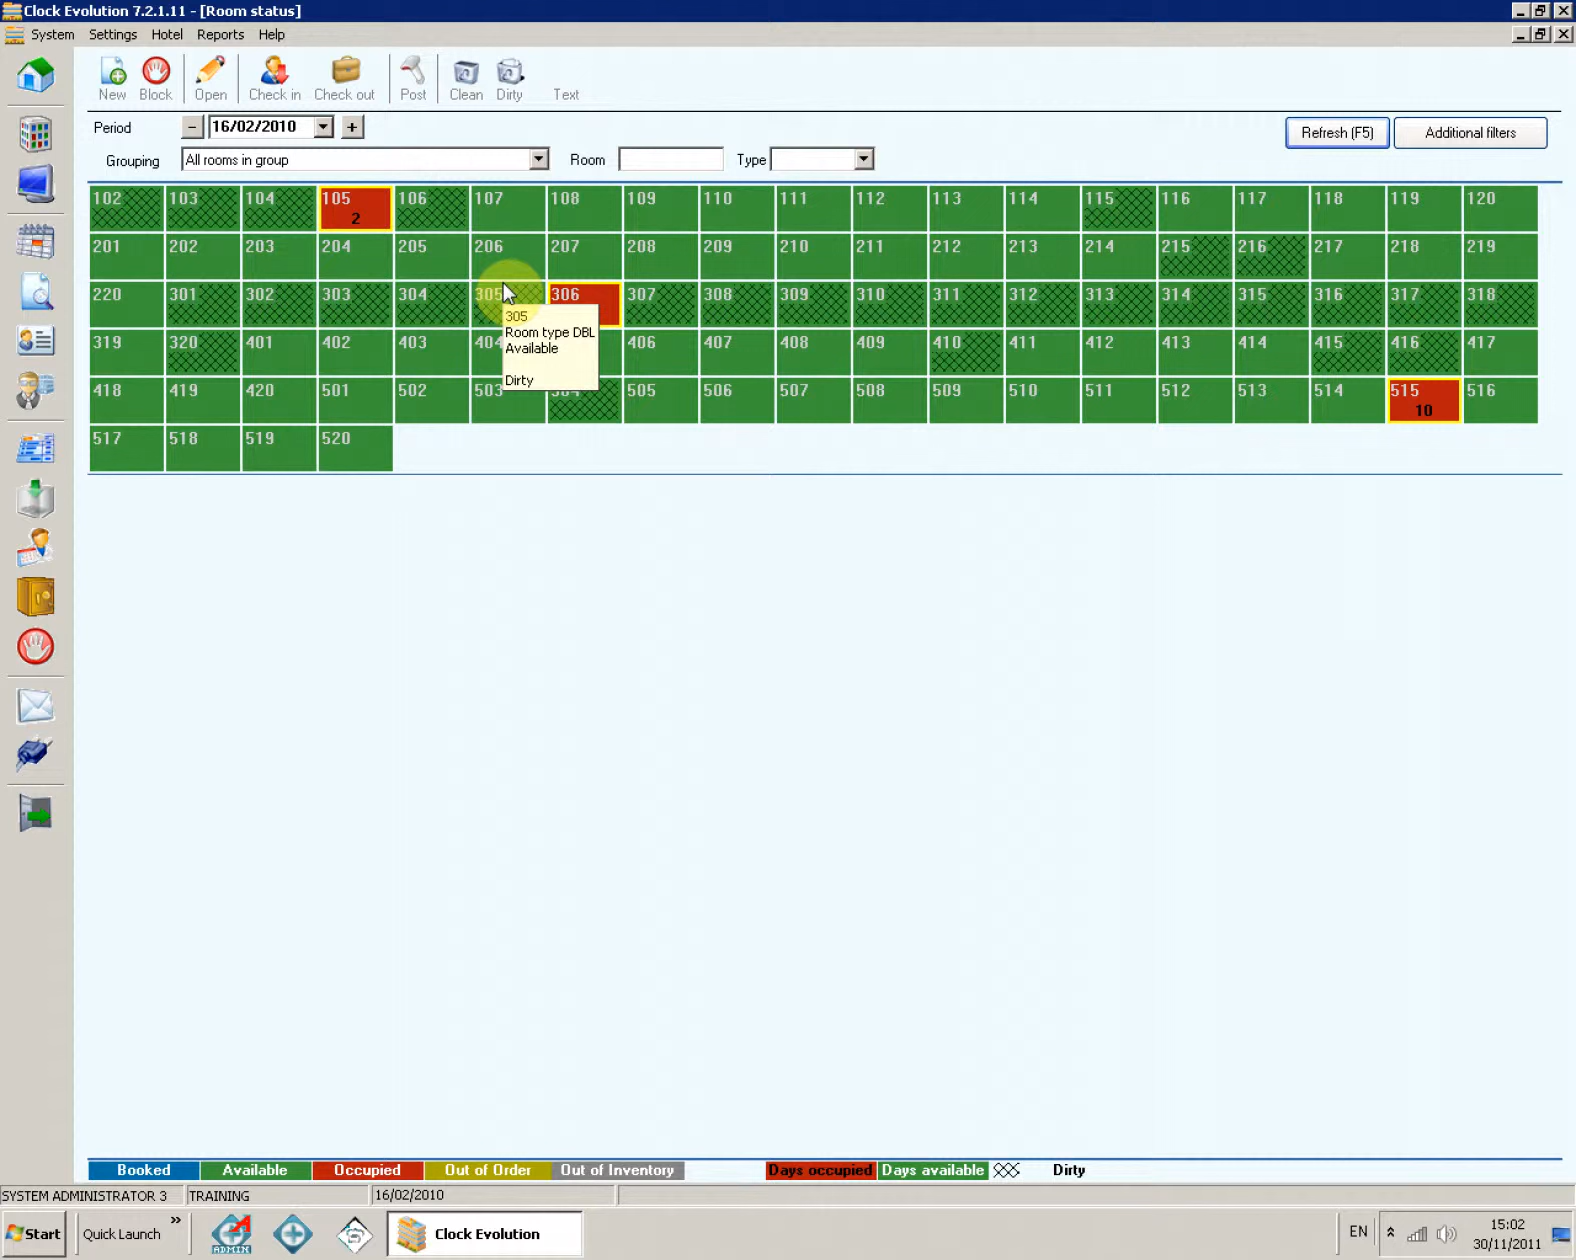 Clock Evolution 7.2.1.11 - [Room status]
System Settings Hotel Reports Help
New Block Open Check in Check out Post Clean Dirty Text
Period - 16/02/2010 + Refresh (F5) Additional filters
Grouping All rooms in group Room Type
102 103 104 105 106 107 108 109 110 111 112 113 114 115 116 117 118 119 120
2
201 202 203 204 205 206 207 208 209 210 211 212 213 214 215 216 217 218 219
220 301 302 303 304 305 306 307 308 309 310 311 312 313 314 315 316 317 318
305
Room type DBL
Available
Dirty
319 320 401 402 403 404 406 407 408 409 410 411 412 413 414 415 416 417
418 419 420 501 502 503 505 506 507 508 509 510 511 512 513 514 515 516
10
517 518 519 520
Booked Available Occupied Out of Order Out of Inventory Days occupied Days available Dirty
SYSTEM ADMINISTRATOR 3 TRAINING 16/02/2010
Start Quick Launch » ADMIN Clock Evolution EN 15:02
30/11/2011